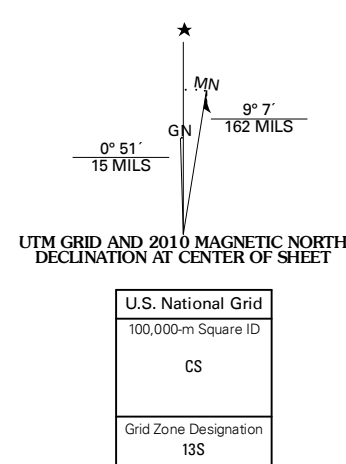 ★
MN
GN
9° 7´
162 MILS
0° 51´
15 MILS
UTM GRID AND 2010 MAGNETIC NORTH
DECLINATION AT CENTER OF SHEET
U.S. National Grid
100,000-m Square ID
CS
Grid Zone Designation
13S